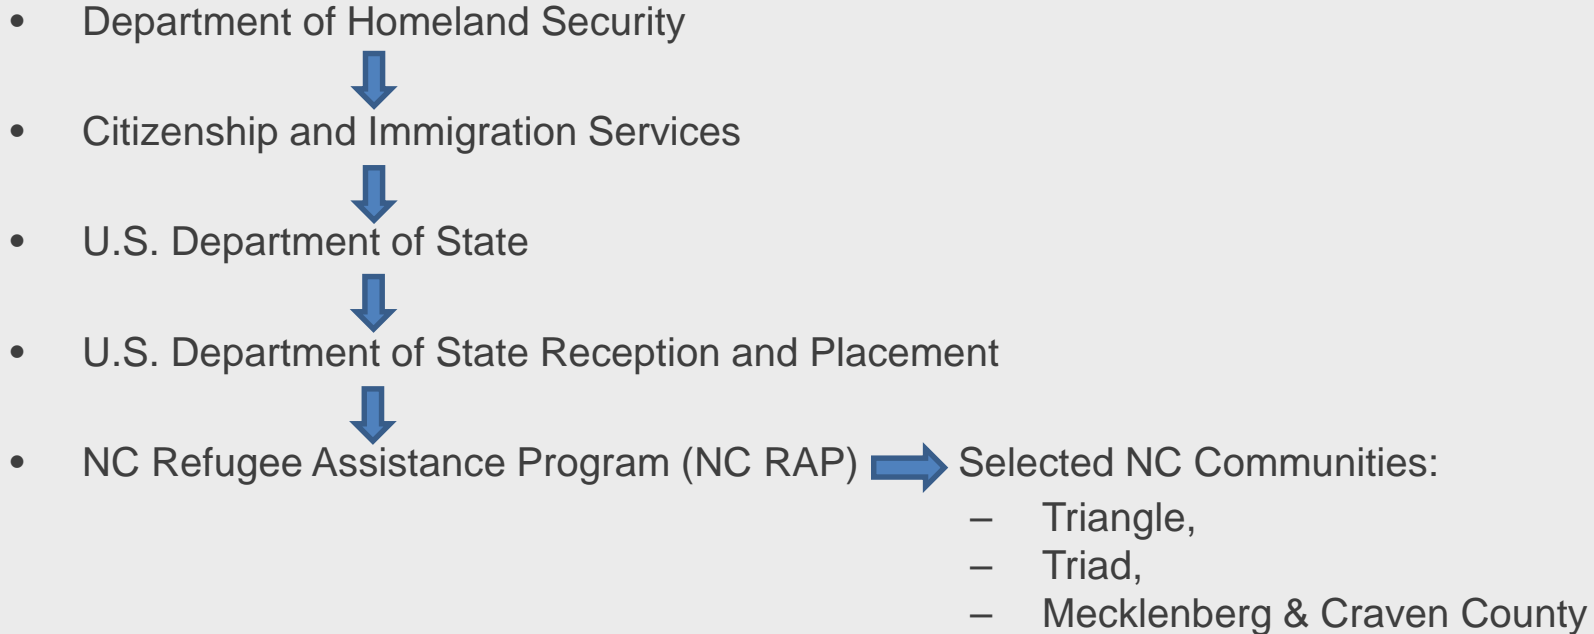 • Department of Homeland Security
• Citizenship and Immigration Services
• U.S. Department of State
• U.S. Department of State Reception and Placement
• NC Refugee Assistance Program (NC RAP) Selected NC Communities:
– Triangle,
– Triad,
– Mecklenberg & Craven County